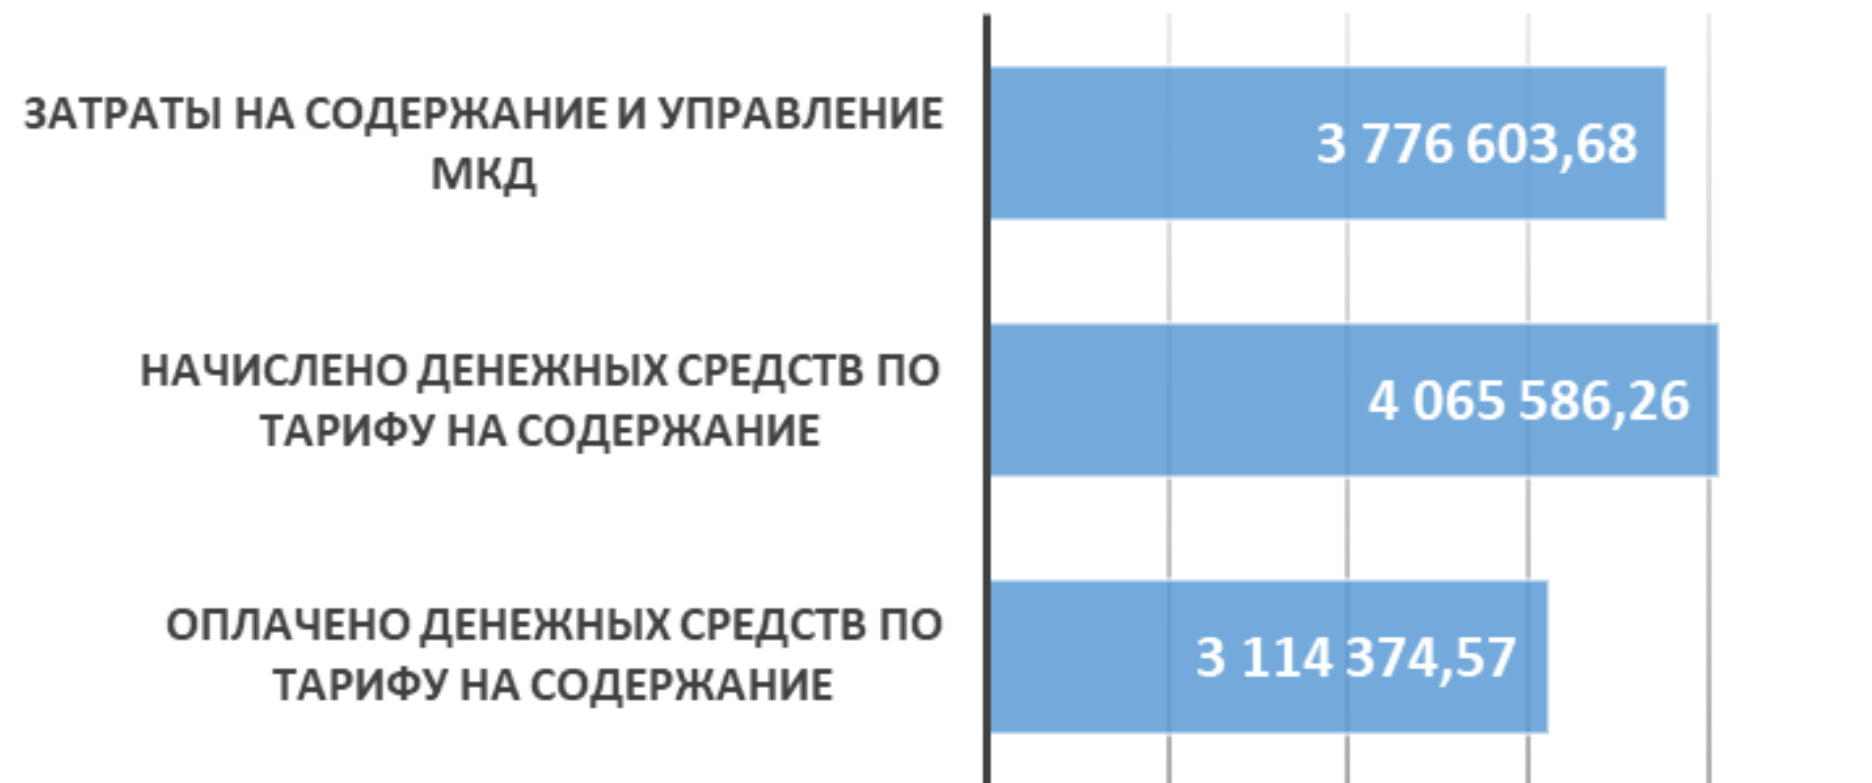 ЗАТРАТЫ НА СОДЕРЖАНИЕ И УПРАВЛЕНИЕ
МКД
3 776 603,68
НАЧИСЛЕНО ДЕНЕЖНЫХ СРЕДСТВ ПО
ТАРИФУ НА СОДЕРЖАНИЕ
4 065 586,26
ОПЛАЧЕНО ДЕНЕЖНЫХ СРЕДСТВ ПО
ТАРИФУ НА СОДЕРЖАНИЕ
3 114 374,57